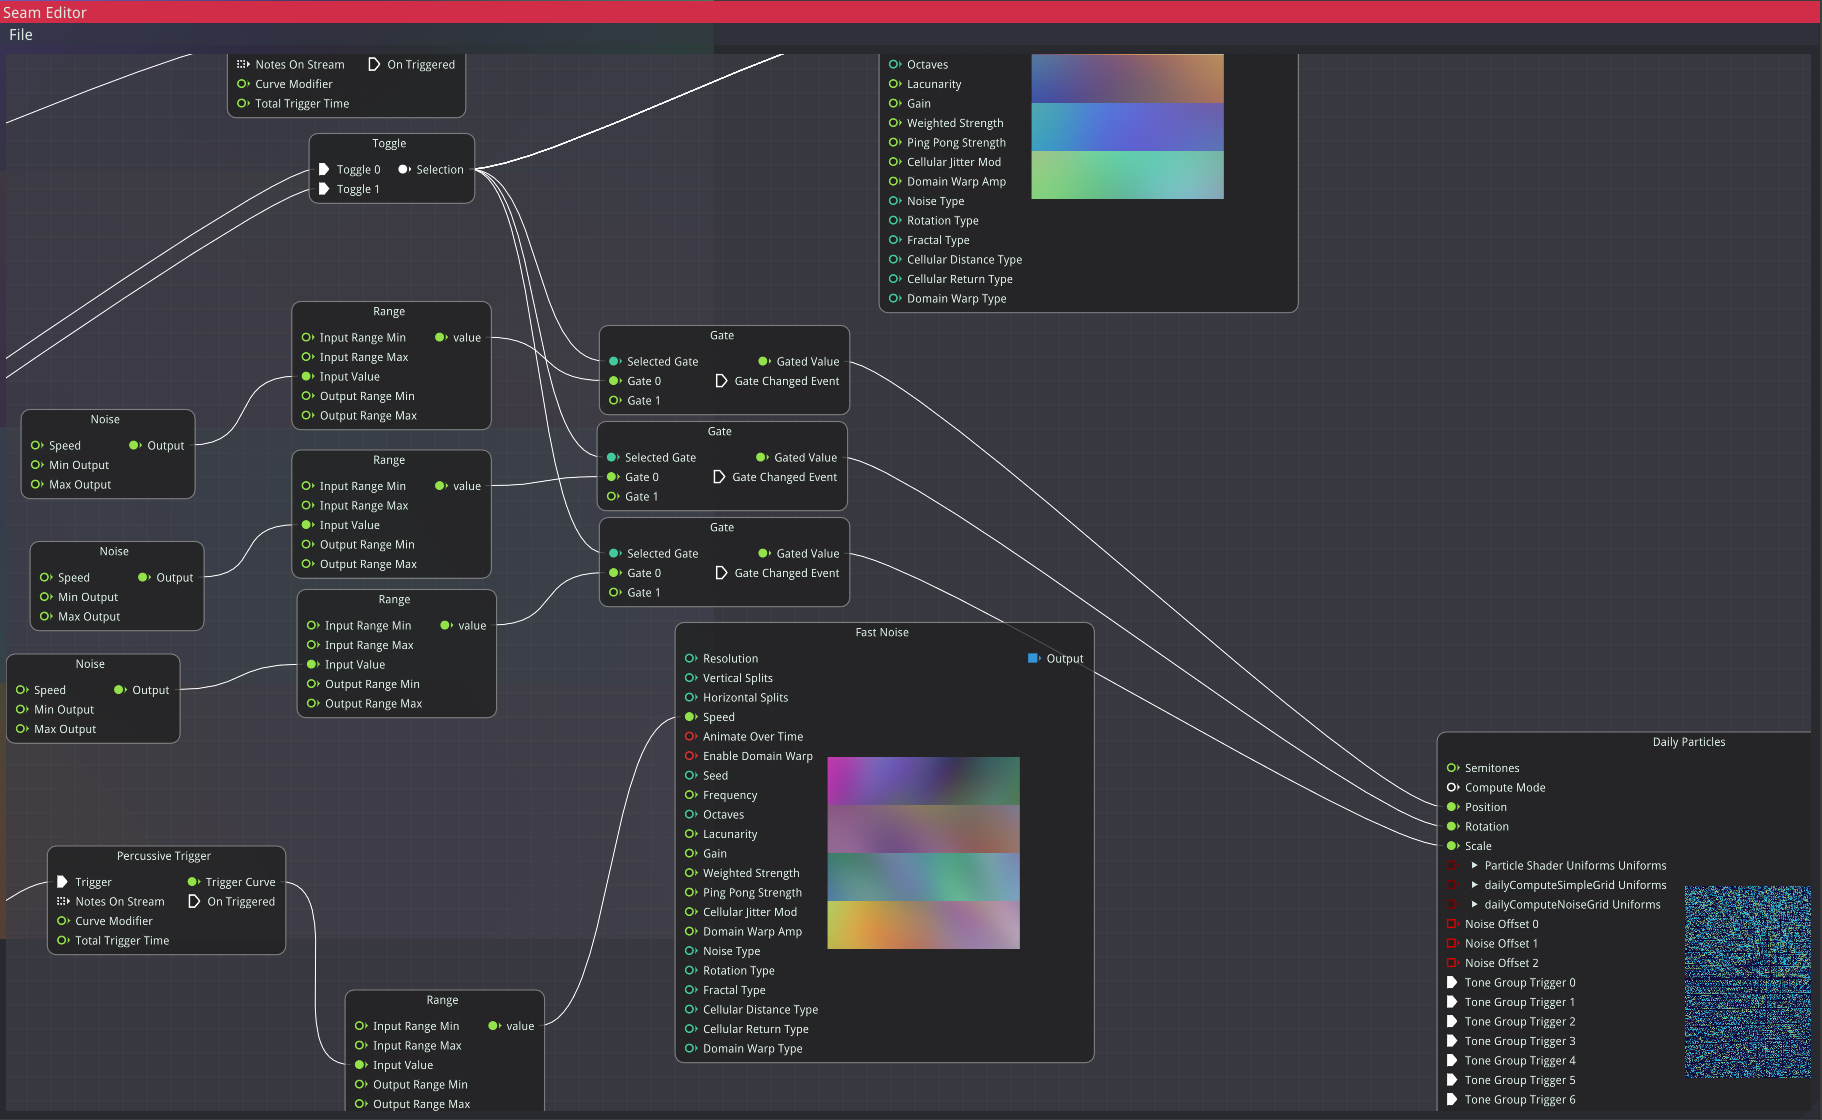 Seam Editor
File
Notes On Stream On Triggered
Curve Modifier
Total Trigger Time
Toggle
Toggle 0 Selection
Toggle 1
Octaves
Lacunarity
Gain
Weighted Strength
Ping Pong Strength
Cellular Jitter Mod
Domain Warp Amp
Noise Type
Rotation Type
Fractal Type
Cellular Distance Type
Cellular Return Type
Domain Warp Type
Range
Input Range Min value
Input Range Max
Input Value
Output Range Min
Output Range Max
Gate
Selected Gate Gated Value
Gate 0 Gate Changed Event
Gate 1
Noise
Speed Output
Min Output
Max Output
Range
Input Range Min value
Input Range Max
Input Value
Output Range Min
Output Range Max
Gate
Selected Gate Gated Value
Gate 0 Gate Changed Event
Gate 1
Noise
Speed Output
Min Output
Max Output
Gate
Selected Gate Gated Value
Gate 0 Gate Changed Event
Gate 1
Range
Input Range Min value
Input Range Max
Input Value
Output Range Min
Output Range Max
Noise
Speed Output
Min Output
Max Output
Fast Noise
Resolution Output
Vertical Splits
Horizontal Splits
Speed
Animate Over Time
Enable Domain Warp
Seed
Frequency
Octaves
Lacunarity
Gain
Weighted Strength
Ping Pong Strength
Cellular Jitter Mod
Domain Warp Amp
Noise Type
Rotation Type
Fractal Type
Cellular Distance Type
Cellular Return Type
Domain Warp Type
Daily Particles
Semitones
Compute Mode
Position
Rotation
Scale
Particle Shader Uniforms Uniforms
dailyComputeSimpleGrid Uniforms
dailyComputeNoiseGrid Uniforms
Noise Offset 0
Noise Offset 1
Noise Offset 2
Tone Group Trigger 0
Tone Group Trigger 1
Tone Group Trigger 2
Tone Group Trigger 3
Tone Group Trigger 4
Tone Group Trigger 5
Tone Group Trigger 6
Percussive Trigger
Trigger Trigger Curve
Notes On Stream On Triggered
Curve Modifier
Total Trigger Time
Range
Input Range Min value
Input Range Max
Input Value
Output Range Min
Output Range Max